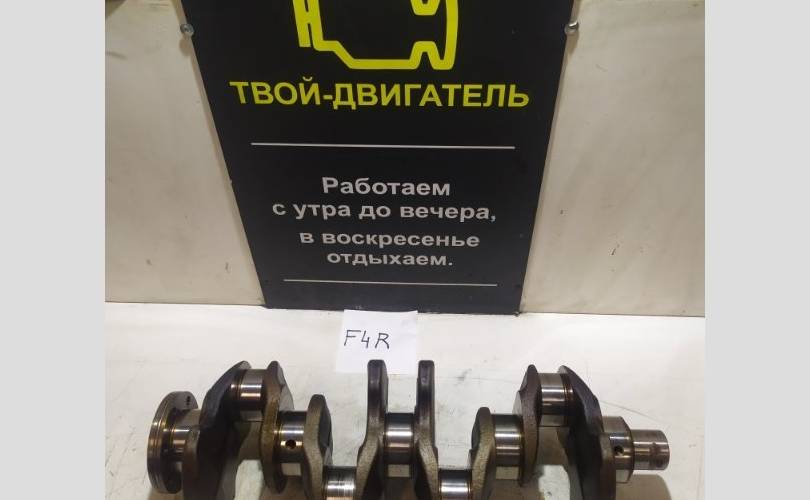 ТВОЙ-ДВИГАТЕЛЬ
Работаем
с утра до вечера,
в воскресенье
отдыхаем.
F4R